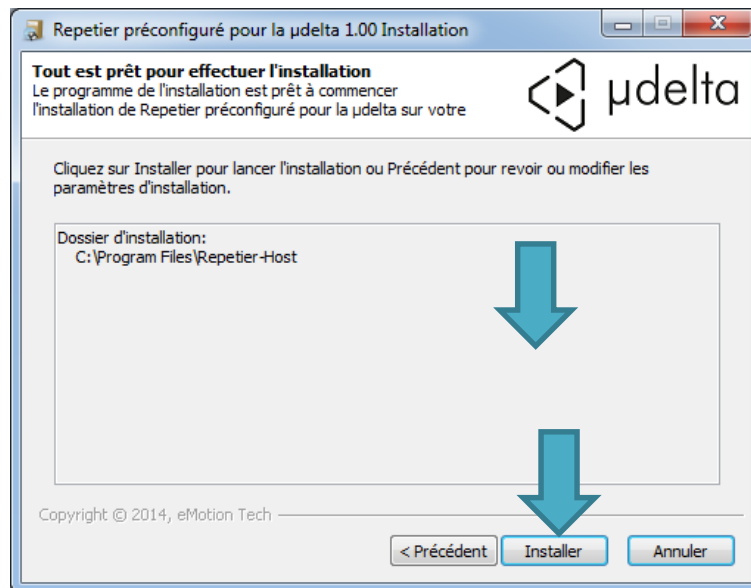 Repetier préconfiguré pour la µdelta 1.00 Installation
Tout est prêt pour effectuer l'installation
Le programme de l'installation est prêt à commencer
l'installation de Repetier préconfiguré pour la µdelta sur votre
µdelta
Cliquez sur Installer pour lancer l'installation ou Précédent pour revoir ou modifier les
paramètres d'installation.
Dossier d'installation:
C:\Program Files\Repetier-Host
Copyright © 2014, eMotion Tech
< Précédent
Installer
Annuler